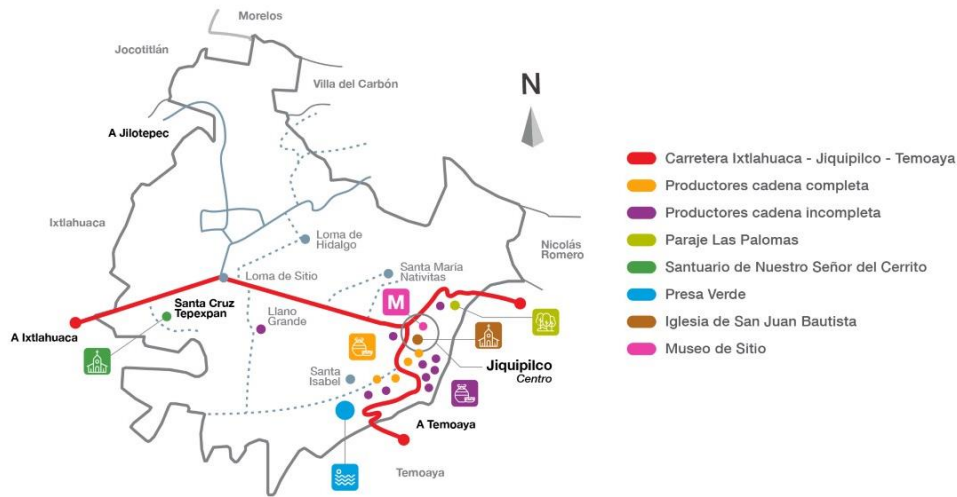 Morelos
Jocotitlán
Villa del Carbón
N
A Jilotepec
Carretera Ixtlahuaca - Jiquipilco - Temoaya
Productores cadena completa
Productores cadena incompleta
Paraje Las Palomas
Santuario de Nuestro Señor del Cerrito
Presa Verde
Iglesia de San Juan Bautista
Museo de Sitio
Ixtlahuaca
Loma de
Hidalgo
Nicolás
Romero
Loma de Sitio
Santa María
Nativitas
Santa Cruz
Tepexpan
Llano
Grande
M
A Ixtlahuaca
Santa
Isabel
Jiquipilco
Centro
A Temoaya
Temoaya